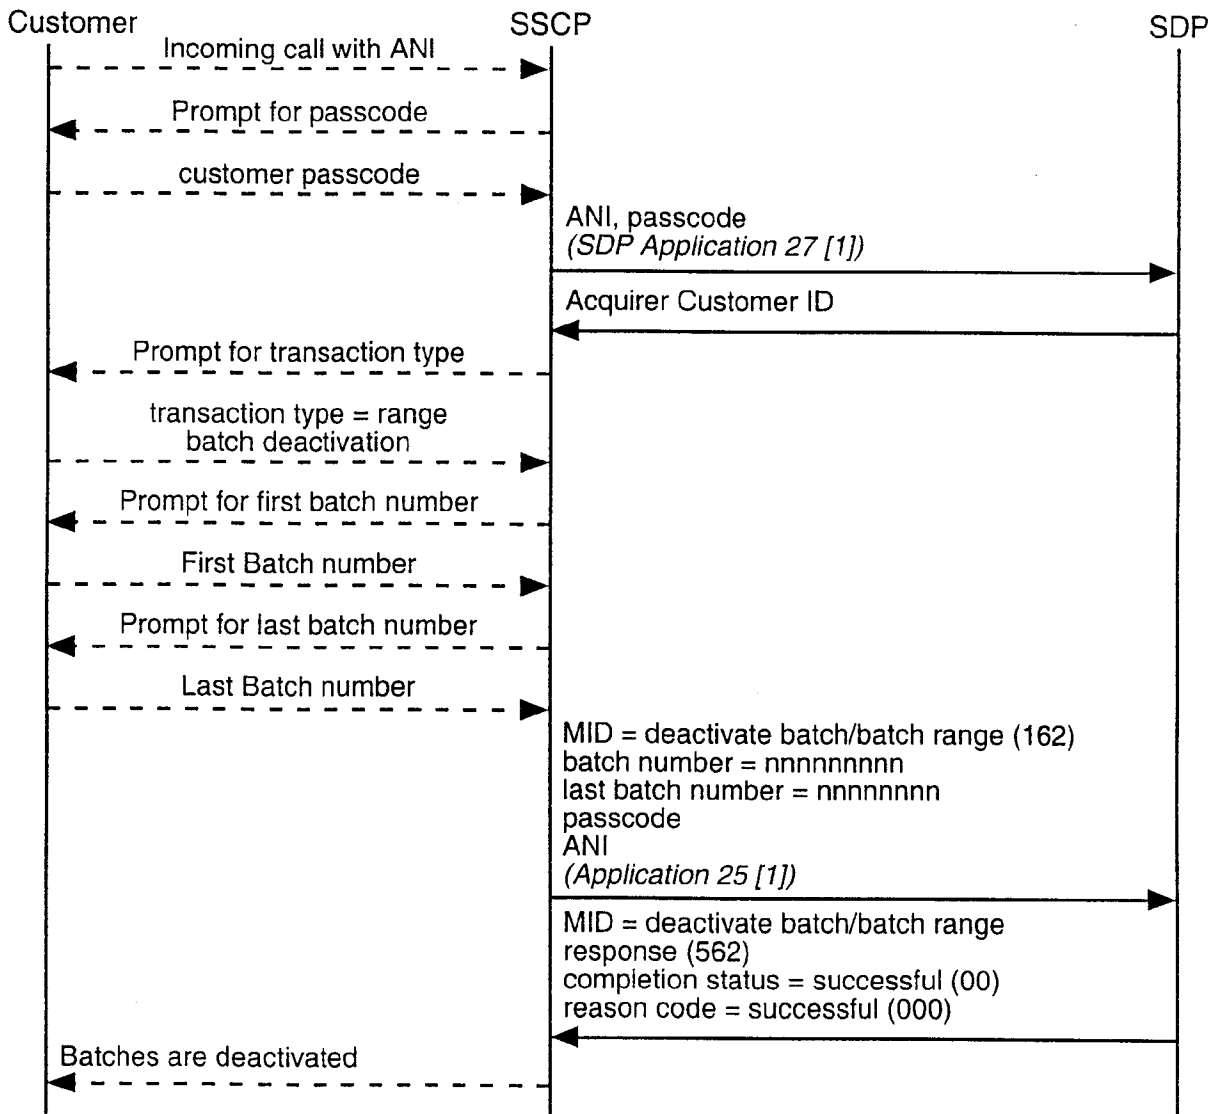 Customer SSCP SDP
Incoming call with ANI
Prompt for passcode
customer passcode
ANI, passcode
(SDP Application 27 [1])
Acquirer Customer ID
Prompt for transaction type
transaction type = range
batch deactivation
Prompt for first batch number
First Batch number
Prompt for last batch number
Last Batch number
MID = deactivate batch/batch range (162)
batch number = nnnnnnnnn
last batch number = nnnnnnnn
passcode
ANI
(Application 25 [1])
MID = deactivate batch/batch range
response (562)
completion status = successful (00)
reason code = successful (000)
Batches are deactivated